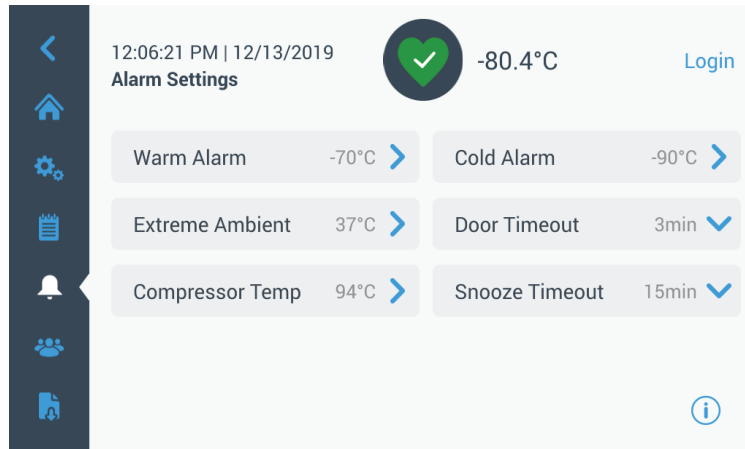 12:06:21 PM | 12/13/2019
Alarm Settings
-80.4°C
Login
Warm Alarm -70°C
Cold Alarm -90°C
Extreme Ambient 37°C
Door Timeout 3min
Compressor Temp 94°C
Snooze Timeout 15min